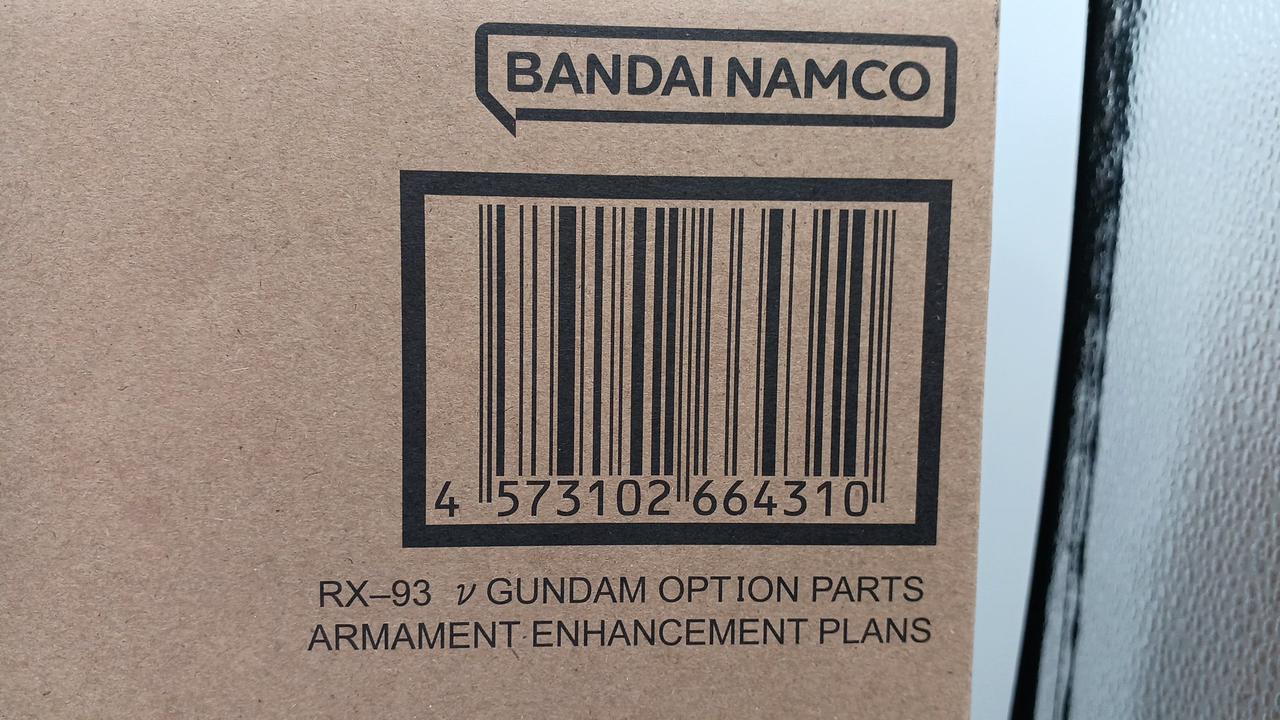 BANDAI NAMCO
4 573102 664310
RX–93 ν GUNDAM OPTION PARTS
ARMAMENT ENHANCEMENT PLANS